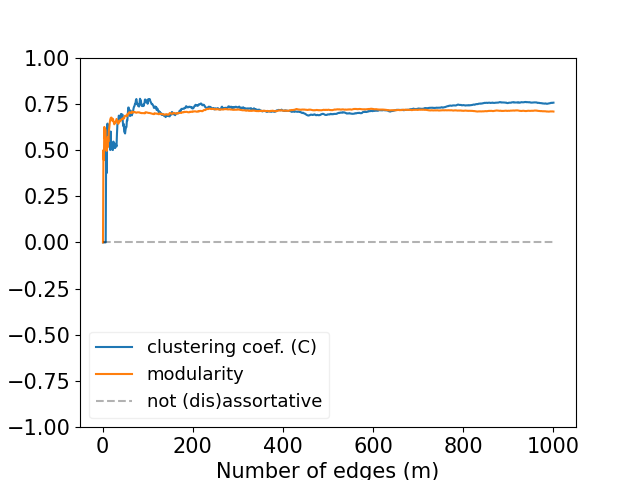 1.00
0.75
0.50
0.25
0.00
−0.25
−0.50
−0.75
−1.00
clustering coef. (C)
modularity
not (dis)assortative
0 200 400 600 800 1000
Number of edges (m)